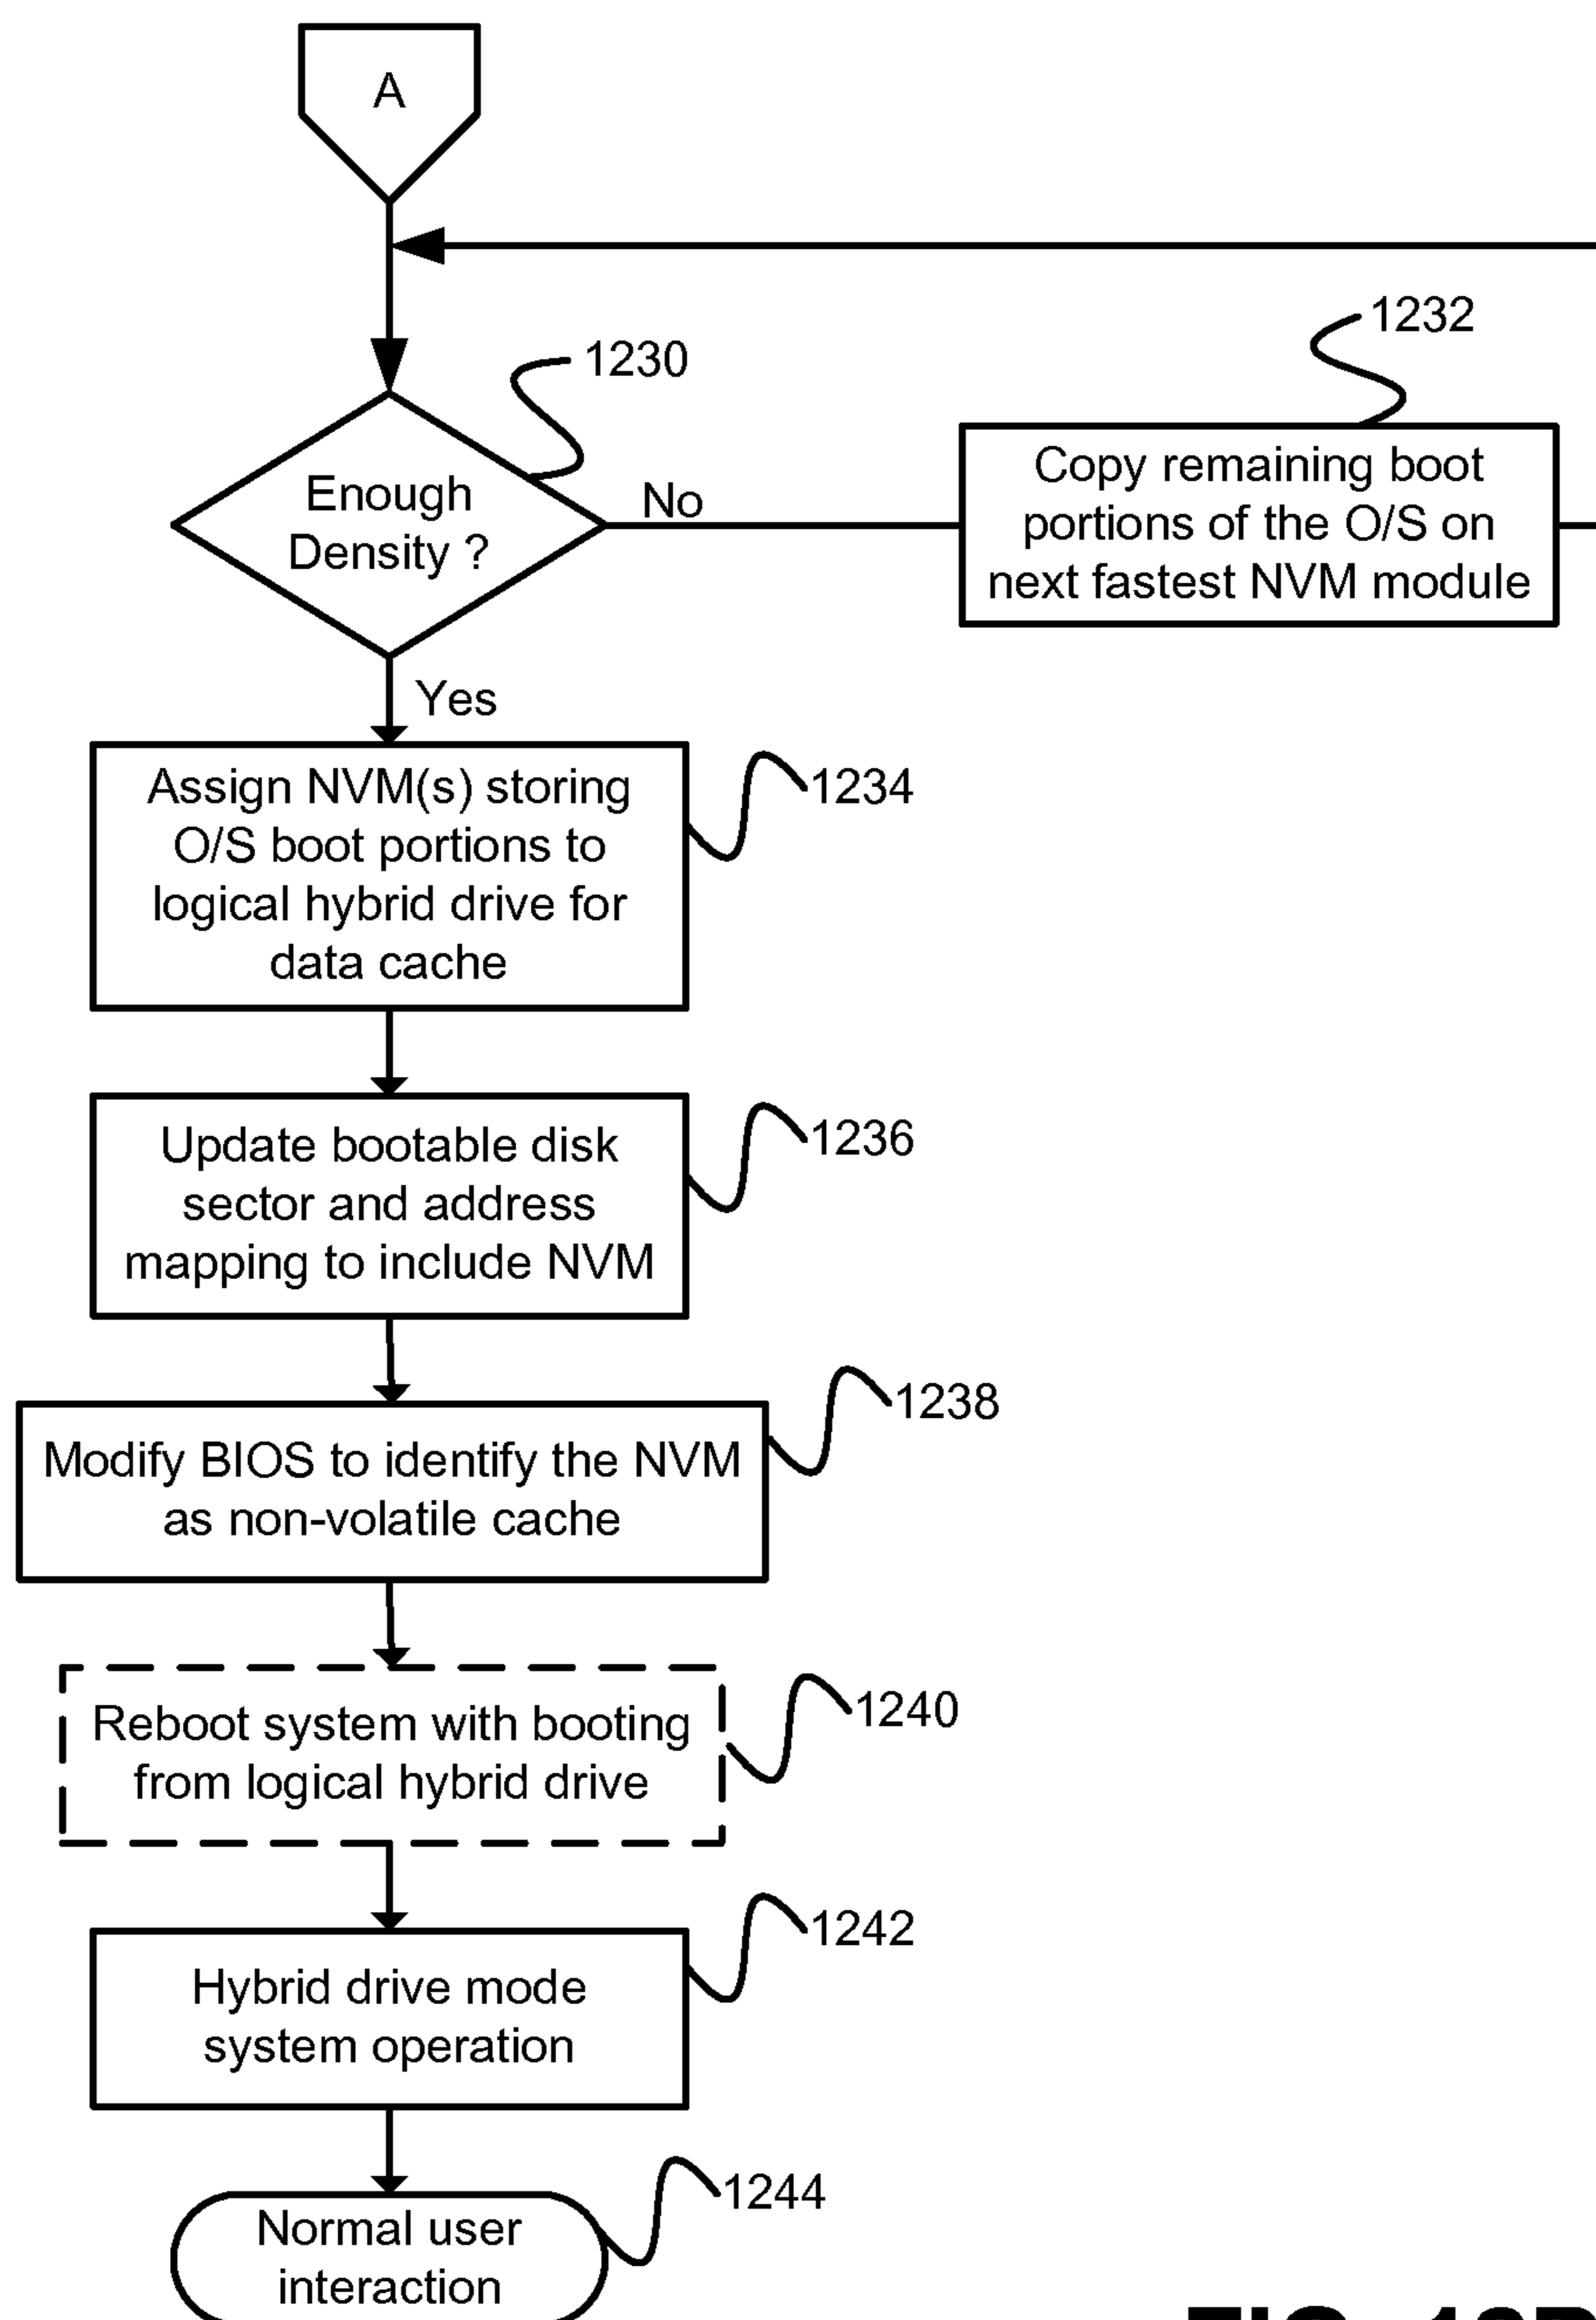 A
1230
1232
Enough
Density ?
No
Copy remaining boot
portions of the O/S on
next fastest NVM module
Yes
Assign NVM(s) storing
O/S boot portions to
logical hybrid drive for
data cache
1234
Update bootable disk
sector and address
mapping to include NVM
1236
Modify BIOS to identify the NVM
as non-volatile cache
1238
Reboot system with booting
from logical hybrid drive
1240
Hybrid drive mode
system operation
1242
Normal user
interaction
1244